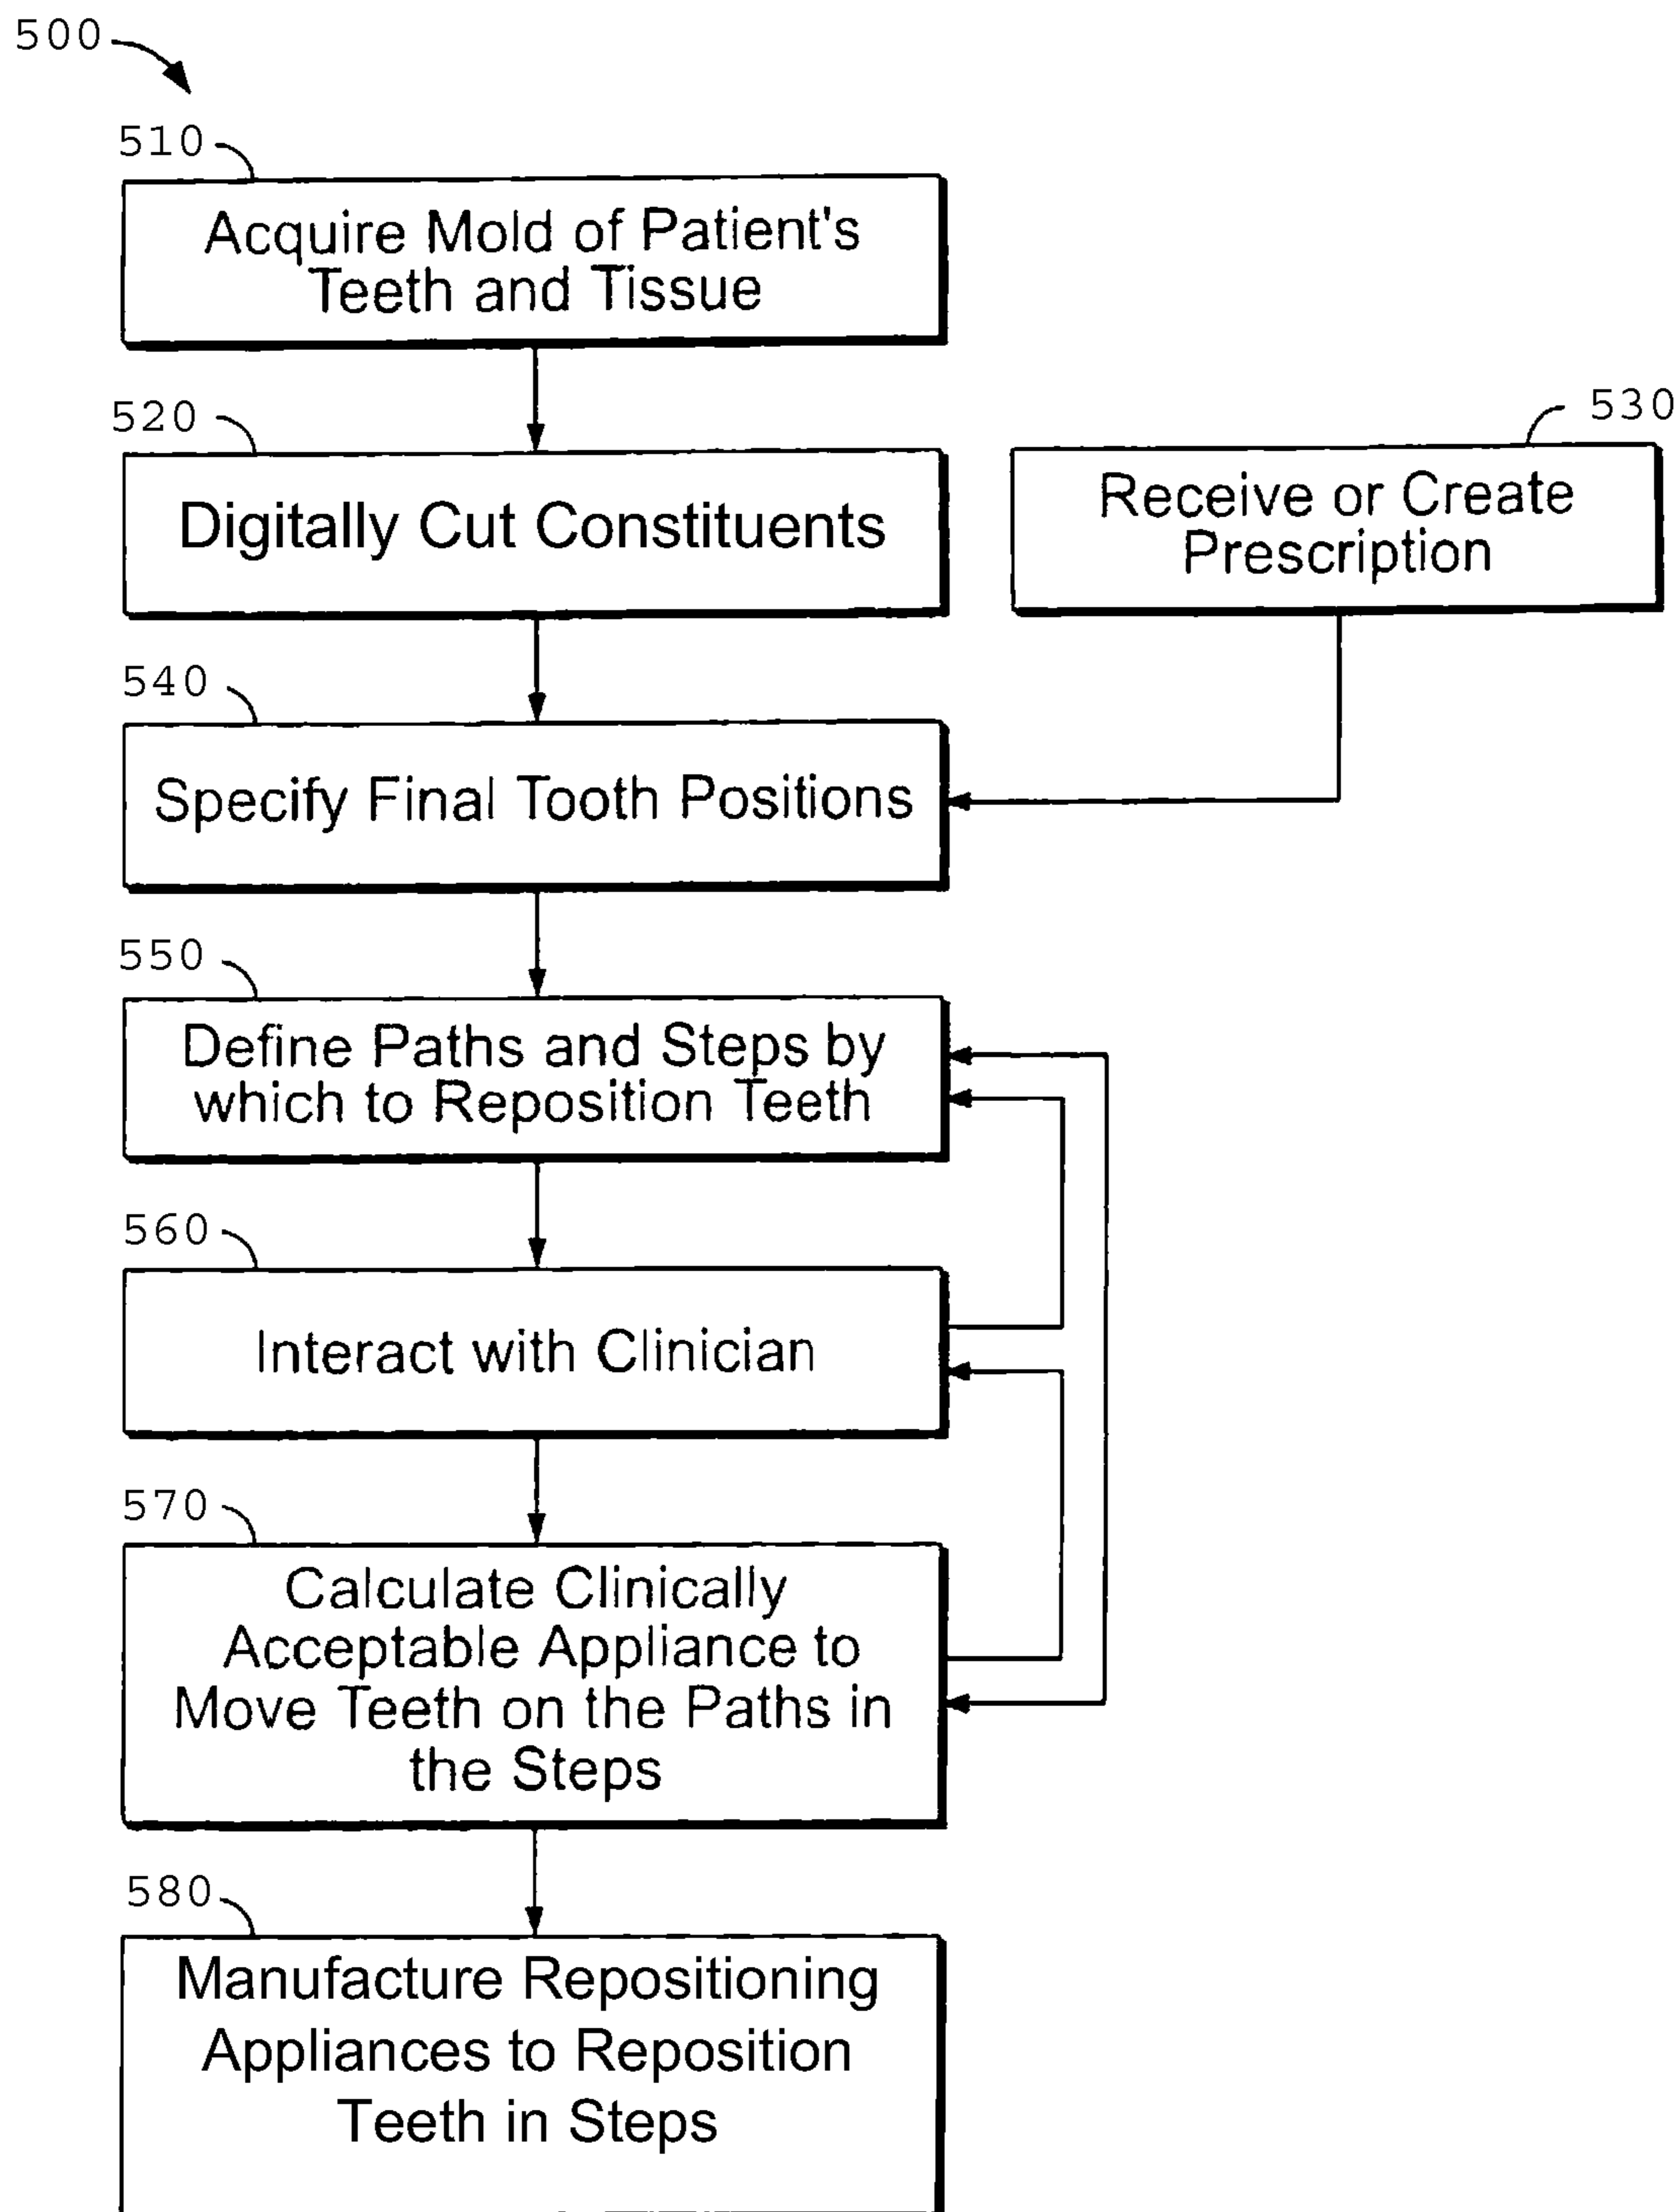 500
510
Acquire Mold of Patient's
Teeth and Tissue
520
Digitally Cut Constituents
530
Receive or Create
Prescription
540
Specify Final Tooth Positions
550
Define Paths and Steps by
which to Reposition Teeth
560
Interact with Clinician
570
Calculate Clinically
Acceptable Appliance to
Move Teeth on the Paths in
the Steps
580
Manufacture Repositioning
Appliances to Reposition
Teeth in Steps